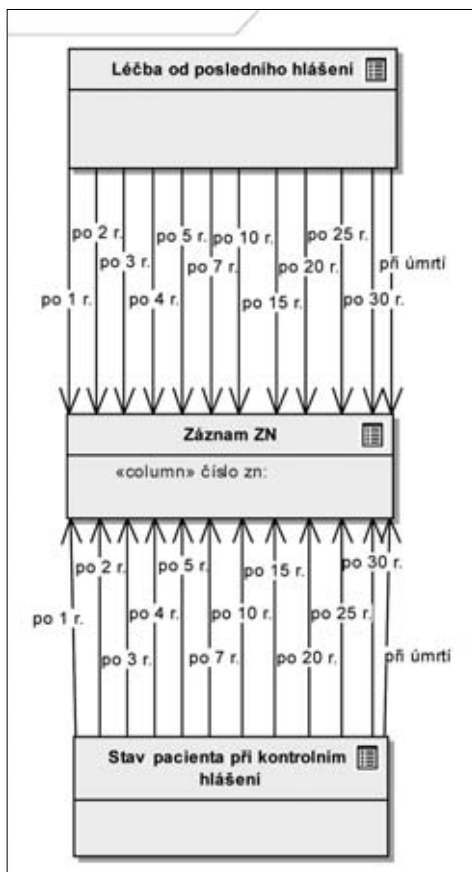 Léčba od posledního hlášení
po 2 r. po 5 r. po 10 r. po 25 r.
po 3 r. po 7 r. po 20 r. při úmrtí
po 1 r. po 4 r. po 15 r. po 30 r.
Záznam ZN
«column» číslo zn:
po 2 r. po 5 r. po 15 r. po 30 r.
po 1 r. po 4 r. po 10 r. po 25 r.
po 3 r. po 7 r. po 20 r. při úmrtí
Stav pacienta při kontrolním
hlášení